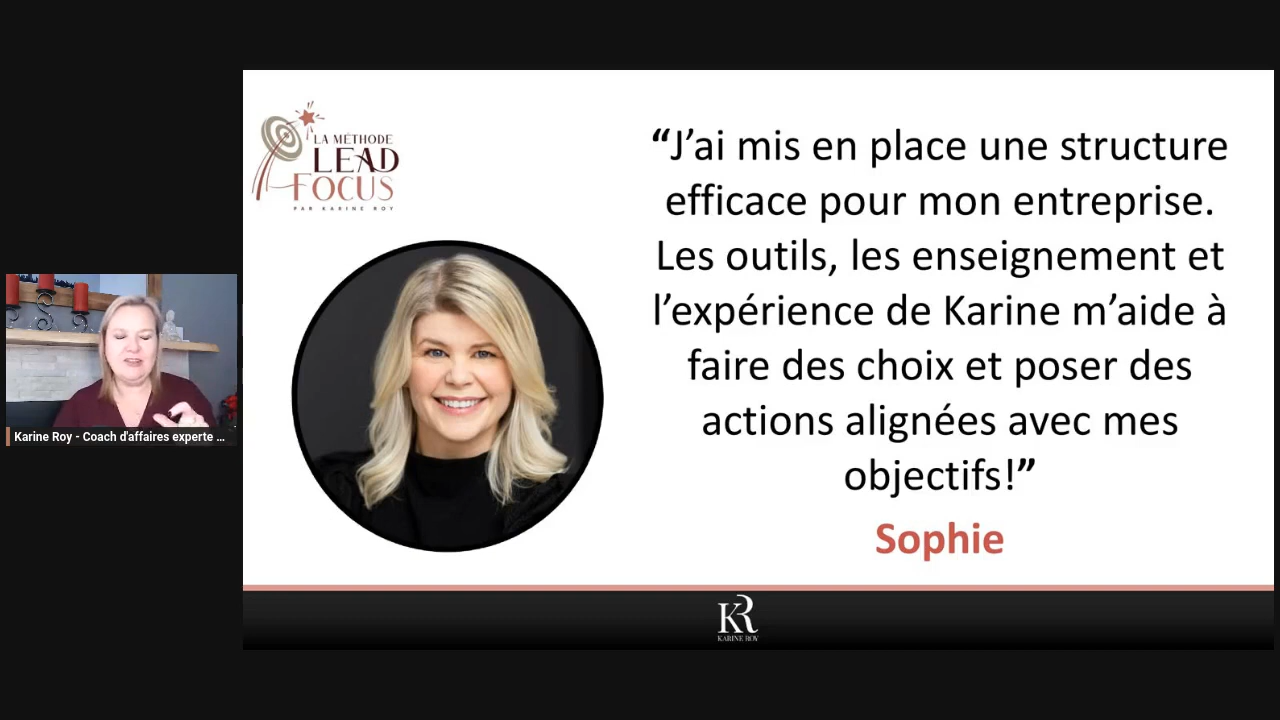 LA MÉTHODE
LEAD
FOCUS
PAR KARINE ROY
“J’ai mis en place une structure
efficace pour mon entreprise.
Les outils, les enseignement et
l’expérience de Karine m’aide à
faire des choix et poser des
actions alignées avec mes
objectifs!”
Sophie
Karine Roy - Coach d'affaires experte ...
KR
KARINE ROY